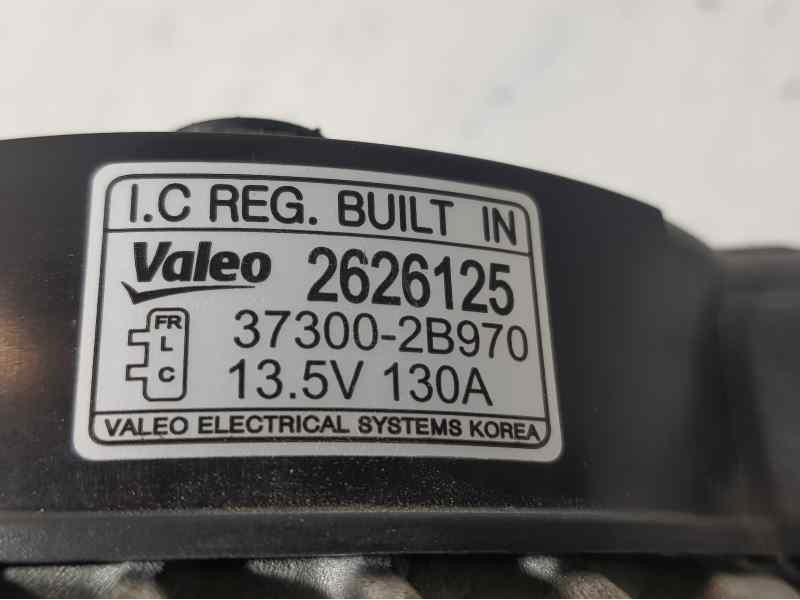 I.C REG. BUILT IN
Valeo 2626125
FR 37300-2B970
L
C 13.5V 130A
VALEO ELECTRICAL SYSTEMS KOREA